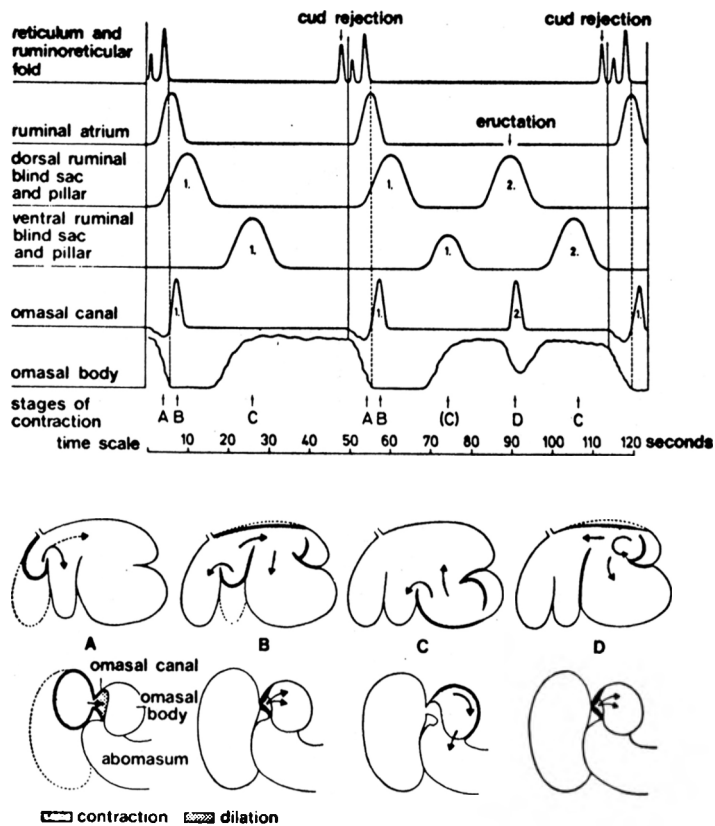 cud rejection
cud rejection
reticulum and
ruminoreticular
fold
ruminal atrium
eructation
dorsal ruminal
blind sac
and pillar
1.
1.
2.
ventral ruminal
blind sac
and pillar
1.
1.
2.
omasal canal
1.
1.
2.
1.
omasal body
stages of
contraction
A B C A B (C) D C
time scale
10 20 30 40 50 60 70 80 90 100 110 120 seconds
A B C D
omasal canal
omasal
body
abomasum
contraction dilation